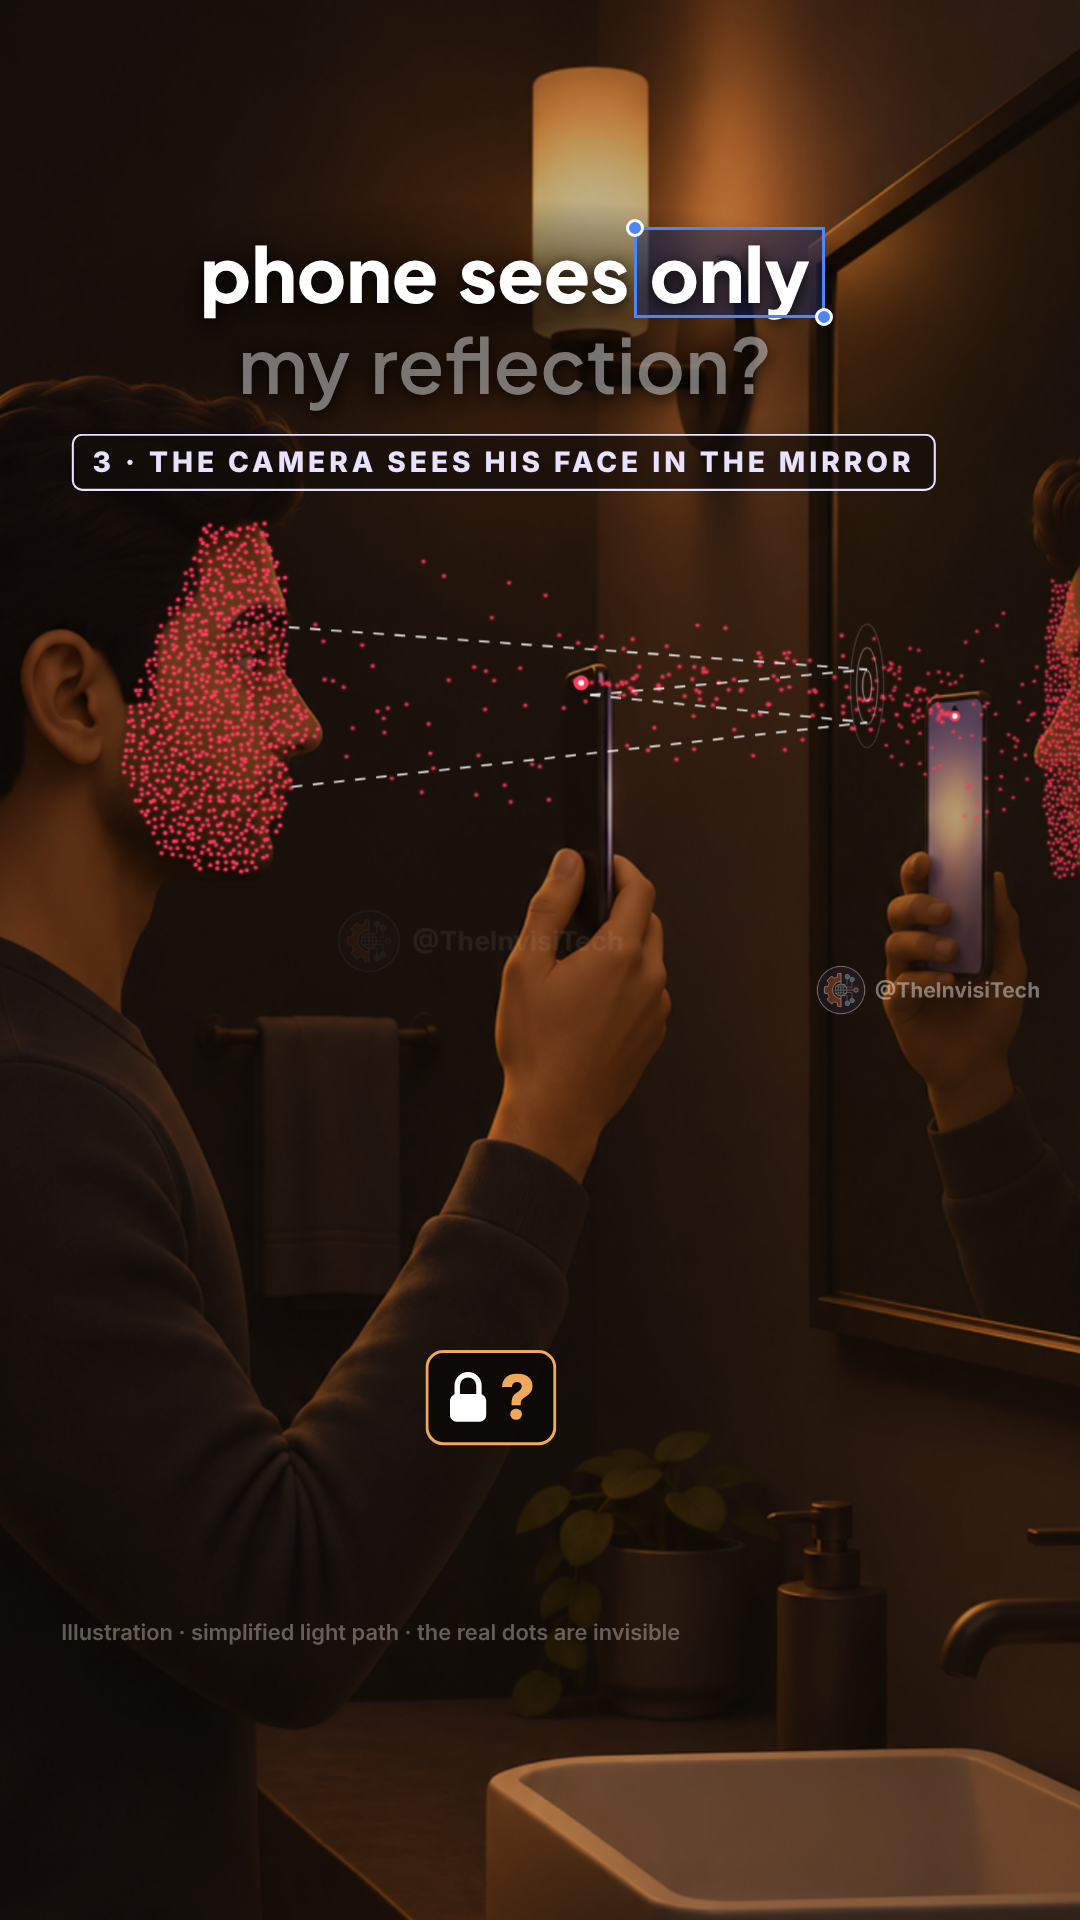 phone sees only
my reflection?
3 · THE CAMERA SEES HIS FACE IN THE MIRROR
@TheInvisiTech
@TheInvisiTech
?
Illustration · simplified light path · the real dots are invisible